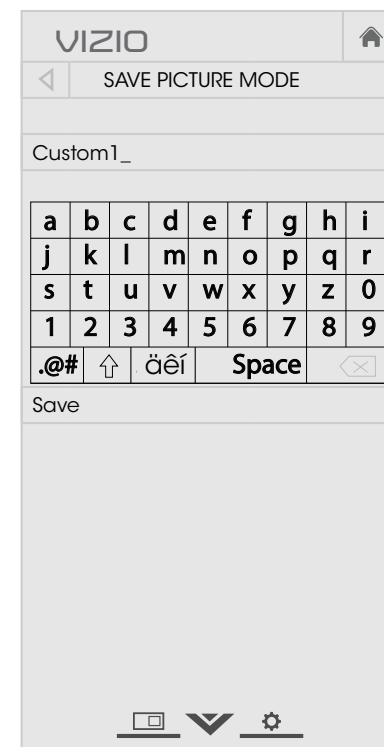 VIZIO
SAVE PICTURE MODE
Custom1_
a b c d e f g h i
j k l m n o p q r
s t u v w x y z 0
1 2 3 4 5 6 7 8 9
.@# äêí Space
Save